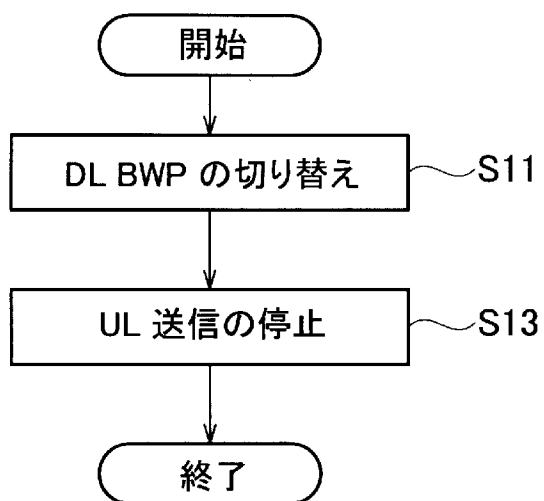 開始
DL BWP の切り替え
S11
UL 送信の停止
S13
終了